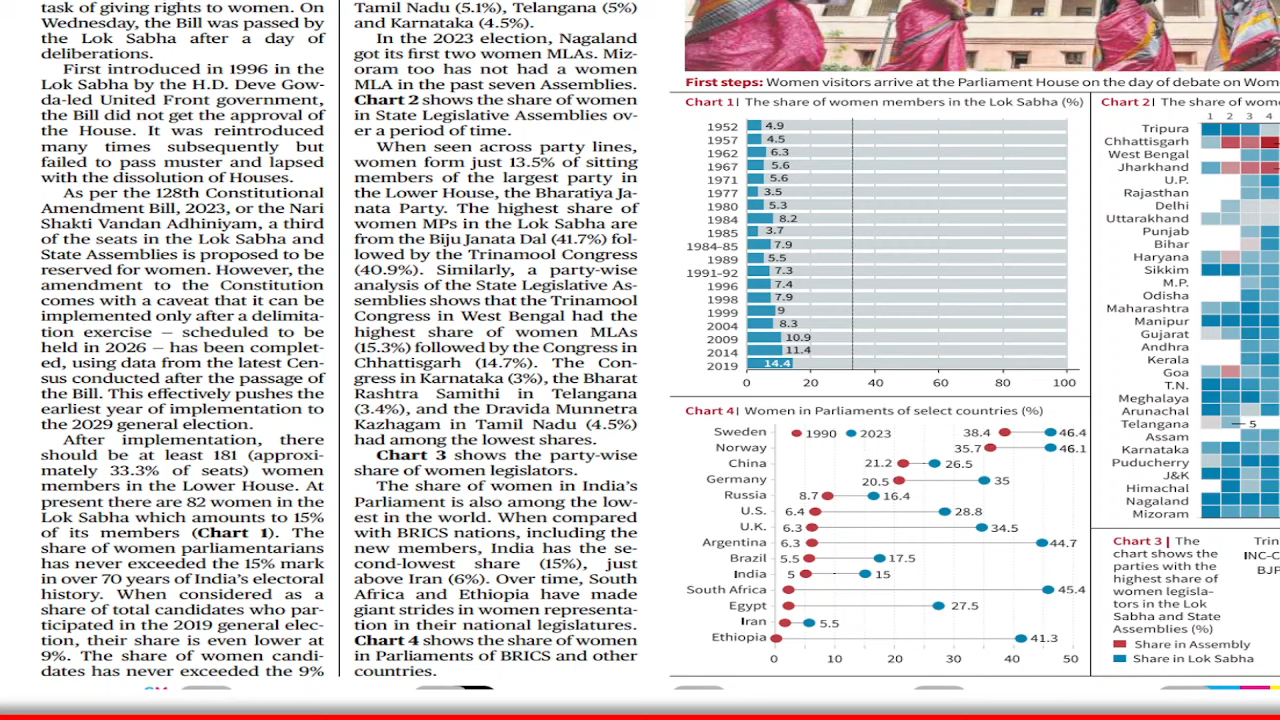 task of giving rights to women. On
Wednesday, the Bill was passed by
the Lok Sabha after a day of
deliberations.
First introduced in 1996 in the
Lok Sabha by the H.D. Deve Gow-
da-led United Front government,
the Bill did not get the approval of
the House. It was reintroduced
many times subsequently but
failed to pass muster and lapsed
with the dissolution of Houses.
As per the 128th Constitutional
Amendment Bill, 2023, or the Nari
Shakti Vandan Adhiniyam, a third
of the seats in the Lok Sabha and
State Assemblies is proposed to be
reserved for women. However, the
amendment to the Constitution
comes with a caveat that it can be
implemented only after a delimita-
tion exercise – scheduled to be
held in 2026 – has been complet-
ed, using data from the latest Cen-
sus conducted after the passage of
the Bill. This effectively pushes the
earliest year of implementation to
the 2029 general election.
After implementation, there
should be at least 181 (approxi-
mately 33.3% of seats) women
members in the Lower House. At
present there are 82 women in the
Lok Sabha which amounts to 15%
of its members (Chart 1). The
share of women parliamentarians
has never exceeded the 15% mark
in over 70 years of India's electoral
history. When considered as a
share of total candidates who par-
ticipated in the 2019 general elec-
tion, their share is even lower at
9%. The share of women candi-
dates has never exceeded the 9%
Tamil Nadu (5.1%), Telangana (5%)
and Karnataka (4.5%).
In the 2023 election, Nagaland
got its first two women MLAs. Miz-
oram too has not had a women
MLA in the past seven Assemblies.
Chart 2 shows the share of women
in State Legislative Assemblies ov-
er a period of time.
When seen across party lines,
women form just 13.5% of sitting
members of the largest party in
the Lower House, the Bharatiya Ja-
nata Party. The highest share of
women MPs in the Lok Sabha are
from the Biju Janata Dal (41.7%) fol-
lowed by the Trinamool Congress
(40.9%). Similarly, a party-wise
analysis of the State Legislative As-
semblies shows that the Trinamool
Congress in West Bengal had the
highest share of women MLAs
(15.3%) followed by the Congress in
Chhattisgarh (14.7%). The Con-
gress in Karnataka (3%), the Bharat
Rashtra Samithi in Telangana
(3.4%), and the Dravida Munnetra
Kazhagam in Tamil Nadu (4.5%)
had among the lowest shares.
Chart 3 shows the party-wise
share of women legislators.
The share of women in India's
Parliament is also among the low-
est in the world. When compared
with BRICS nations, including the
new members, India has the se-
cond-lowest share (15%), just
above Iran (6%). Over time, South
Africa and Ethiopia have made
giant strides in women representa-
tion in their national legislatures.
Chart 4 shows the share of women
in Parliaments of BRICS and other
countries.
First steps: Women visitors arrive at the Parliament House on the day of debate on Wom
Chart 1| The share of women members in the Lok Sabha (%)
1952 4.9
1957 4.5
1962 6.3
1967 5.6
1971 5.6
1977 3.5
1980 5.3
1984 8.2
1985 3.7
1984-85 7.9
1989 5.5
1991-92 7.3
1996 7.4
1998 7.9
1999 9
2004 8.3
2009 10.9
2014 11.4
2019 14.4
0 20 40 60 80 100
Chart 4| Women in Parliaments of select countries (%)
1990 2023
Sweden 38.4 46.4
Norway 35.7 46.1
China 21.2 26.5
Germany 20.5 35
Russia 8.7 16.4
U.S. 6.4 28.8
U.K. 6.3 34.5
Argentina 6.3 44.7
Brazil 5.5 17.5
India 5 15
South Africa 45.4
Egypt 27.5
Iran 5.5
Ethiopia 41.3
0 10 20 30 40 50
Chart 2| The share of wom
1 2 3 4
Tripura
Chhattisgarh
West Bengal
Jharkhand
U.P.
Rajasthan
Delhi
Uttarakhand
Punjab
Bihar
Haryana
Sikkim
M.P.
Odisha
Maharashtra
Manipur
Gujarat
Andhra
Kerala
Goa
T.N.
Meghalaya
Arunachal
Telangana 5
Assam
Karnataka
Puducherry
J&K
Himachal
Nagaland
Mizoram
Chart 3 | The
chart shows the
parties with the
highest share of
women legisla-
tors in the Lok
Sabha and State
Assemblies (%)
Share in Assembly
Share in Lok Sabha
Trin
INC-C
BJP